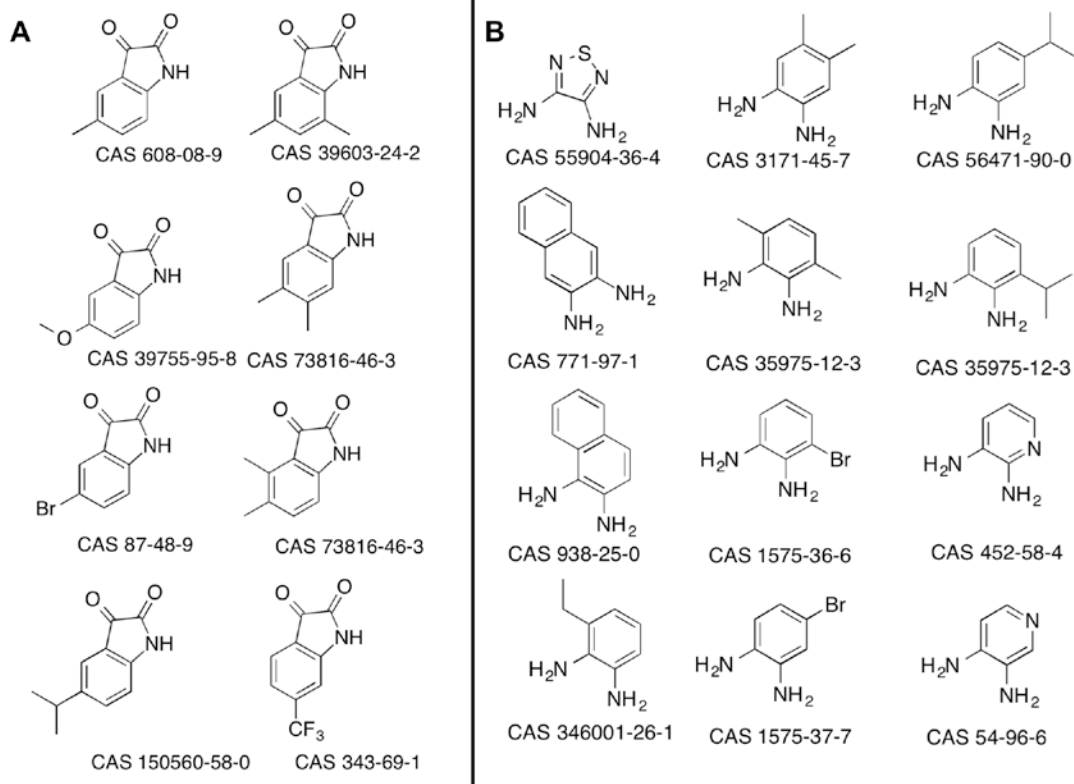 A
O O
NH
CAS 608-08-9
O O
NH
CAS 39603-24-2
O O
NH
O
CAS 39755-95-8
O O
NH
CAS 73816-46-3
O O
NH
Br
CAS 87-48-9
O O
NH
CAS 73816-46-3
O O
NH
CAS 150560-58-0
O O
NH
CF3
CAS 343-69-1
B
S
N N
H2N
NH2
CAS 55904-36-4
H2N
NH2
CAS 3171-45-7
H2N
NH2
CAS 56471-90-0
NH2
NH2
CAS 771-97-1
H2N
NH2
CAS 35975-12-3
H2N
NH2
CAS 35975-12-3
H2N
NH2
CAS 938-25-0
H2N
Br
NH2
CAS 1575-36-6
N
H2N
NH2
CAS 452-58-4
H2N
NH2
CAS 346001-26-1
Br
H2N
NH2
CAS 1575-37-7
N
H2N
NH2
CAS 54-96-6